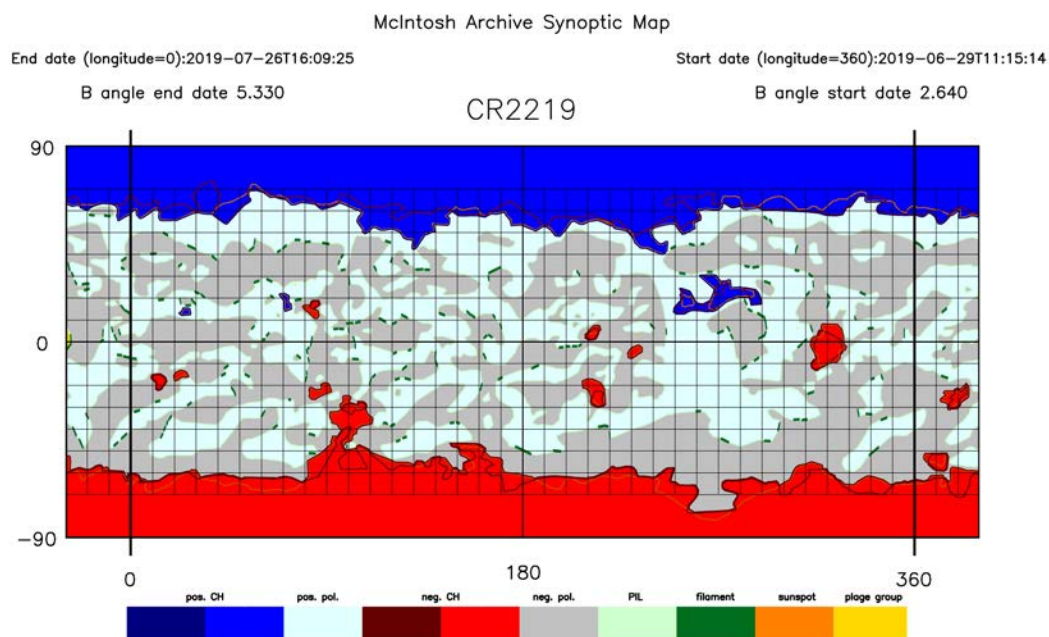 McIntosh Archive Synoptic Map
End date (longitude=0):2019-07-26T16:09:25
Start date (longitude=360):2019-06-29T11:15:14
B angle end date 5.330
B angle start date 2.640
CR2219
90
0
-90
0
180
360
pos. CH
pos. pol.
neg. CH
neg. pol.
PIL
filament
sunspot
plage group